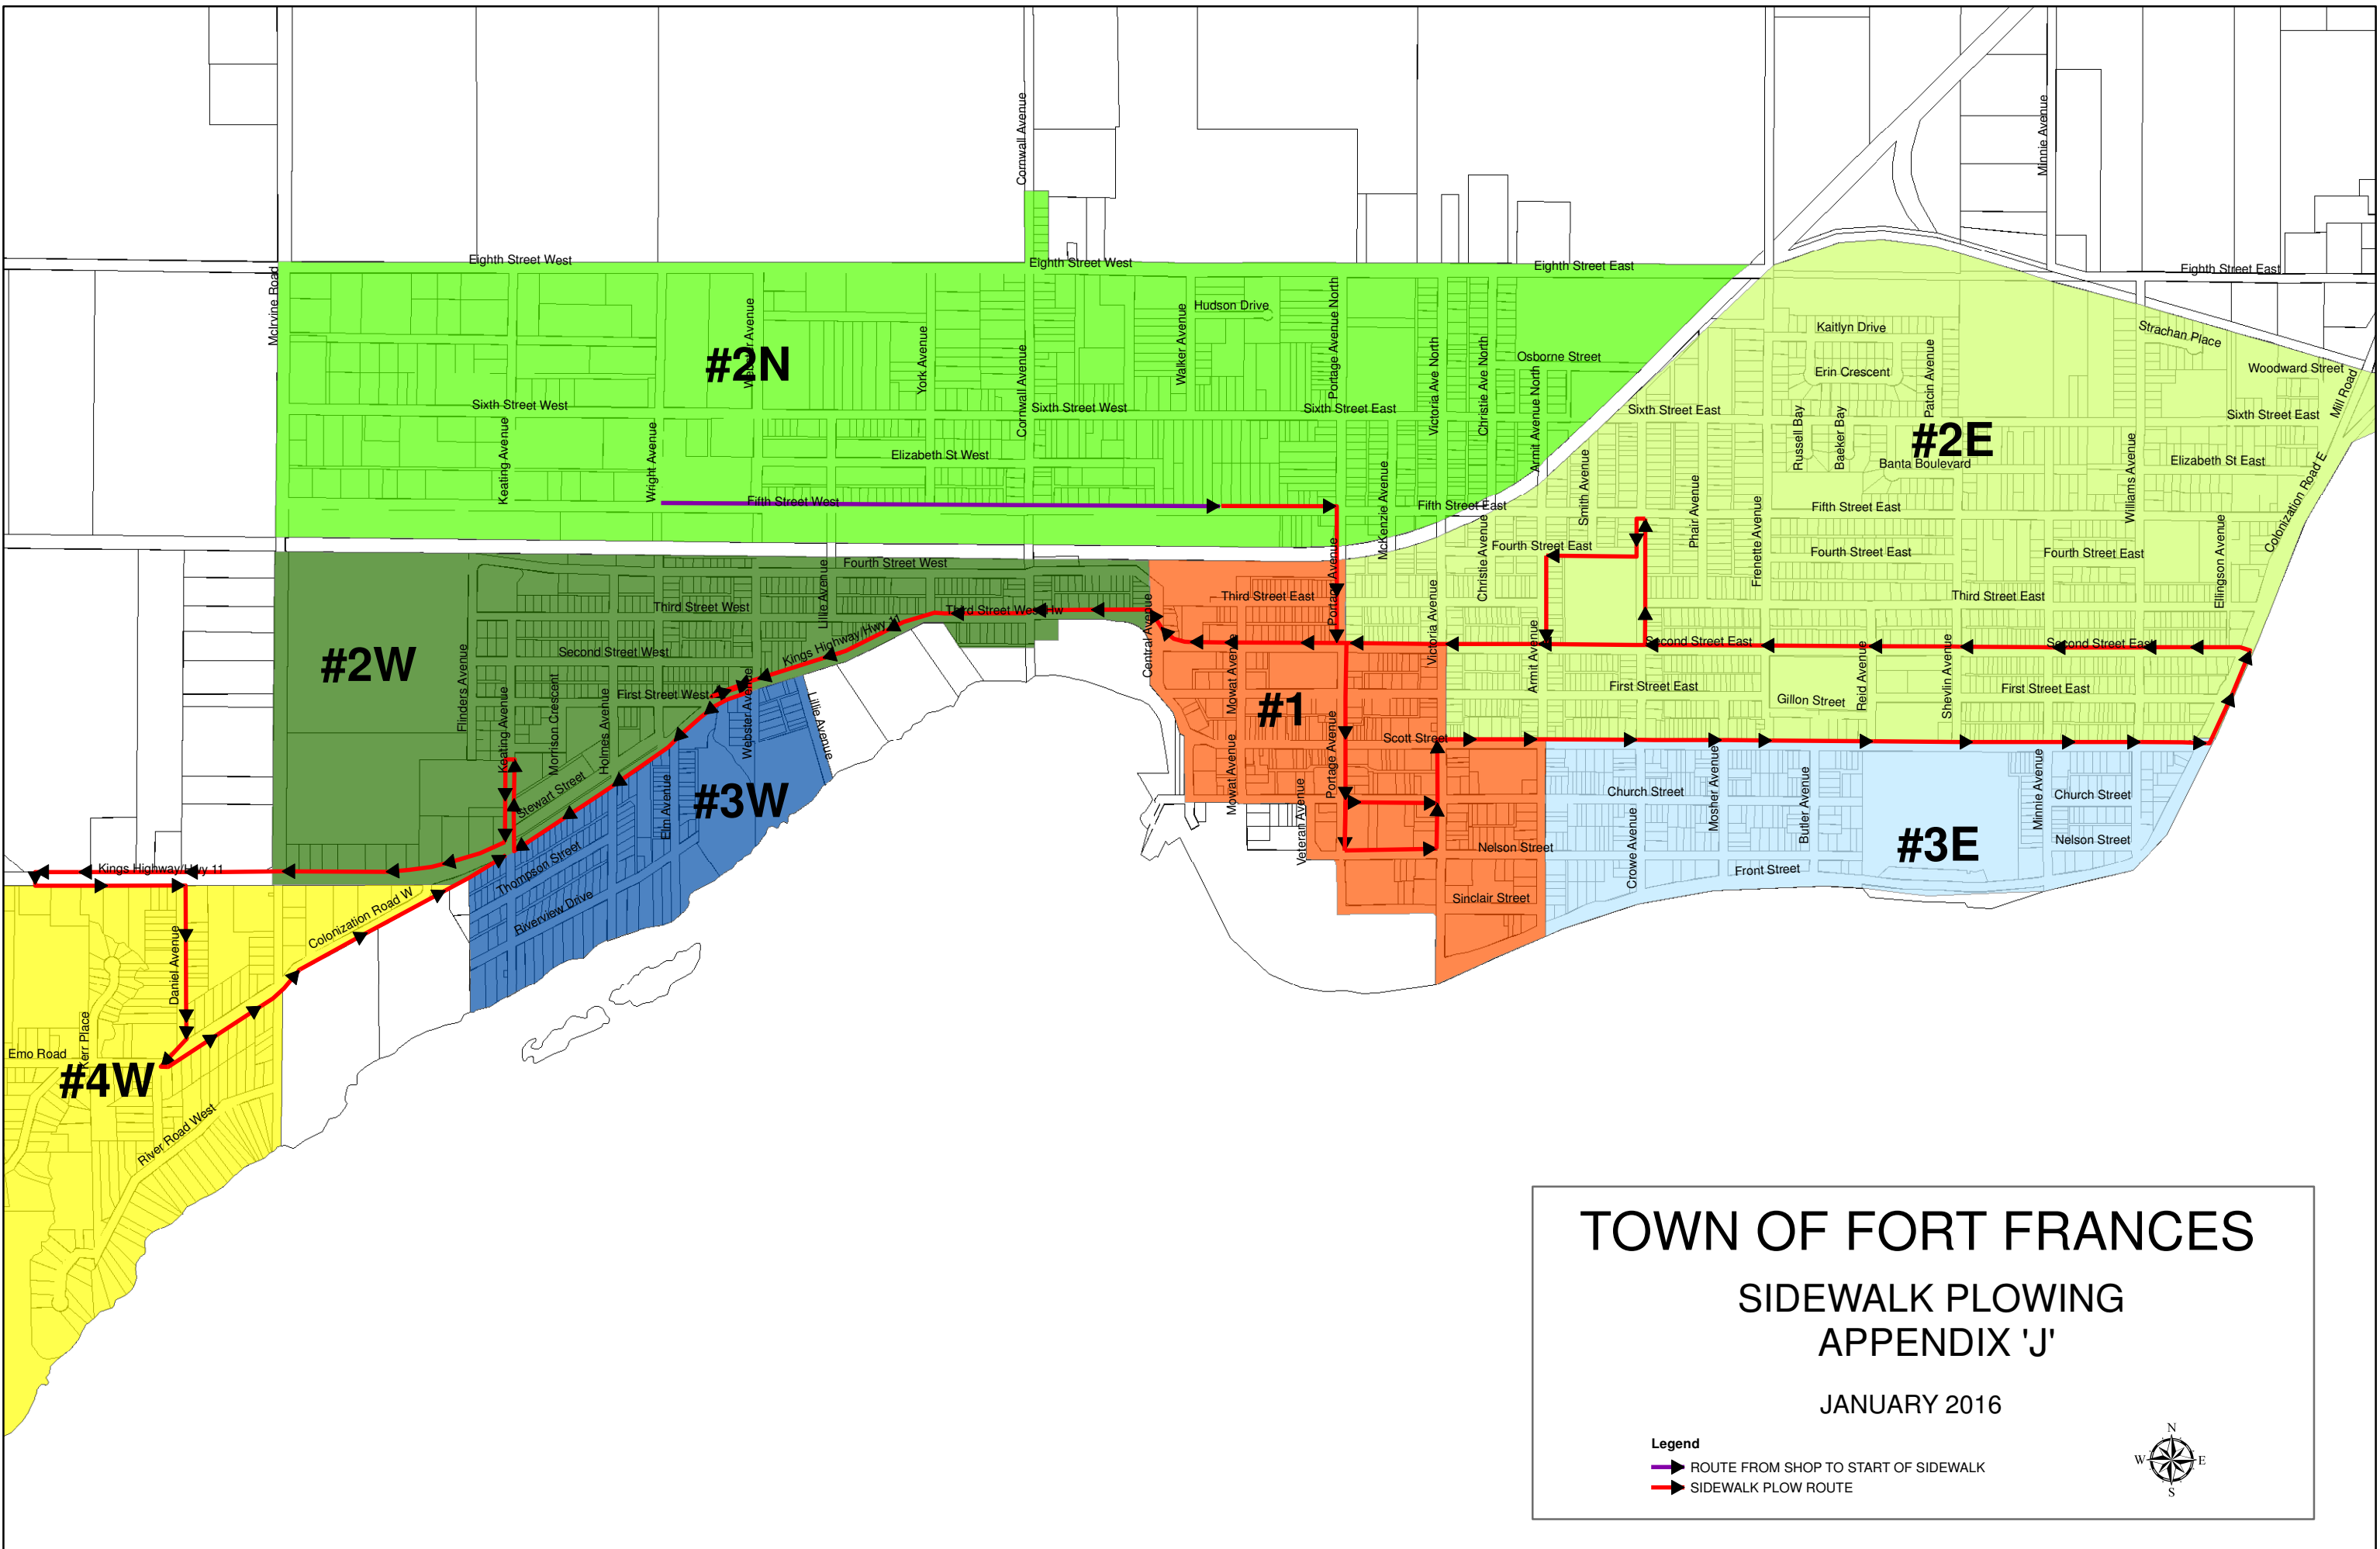 Cornwall Avenue
Minnie Avenue
Eighth Street West
Eighth Street West
Eighth Street East
Eighth Street East
McIrvine Road
Webster Avenue
York Avenue
Cornwall Avenue
Walker Avenue
Hudson Drive
Portage Avenue North
Victoria Ave North
Christie Ave North
Armit Avenue North
Osborne Street
Kaitlyn Drive
Erin Crescent
Patcin Avenue
Strachan Place
Woodward Street
Mill Road
#2N
Sixth Street West
Sixth Street West
Sixth Street East
Sixth Street East
Sixth Street East
Keating Avenue
Wright Avenue
Elizabeth St West
McKenzie Avenue
Smith Avenue
Phair Avenue
Russell Bay
Baeker Bay
#2E
Banta Boulevard
Williams Avenue
Elizabeth St East
Colonization Road E
Fifth Street West
Fifth Street East
Fifth Street East
Frenette Avenue
Fourth Street West
Fourth Street East
Fourth Street East
Fourth Street East
Ellingson Avenue
Lillie Avenue
Third Street West
Third Street West
Central Avenue
Third Street East
Portage Avenue
Victoria Avenue
Christie Avenue
Third Street East
#2W
Flinders Avenue
Second Street West
Kings Highway/Hwy 11
Second Street East
Second Street East
Keating Avenue
Morrison Crescent
Holmes Avenue
First Street West
Webster Avenue
Lillie Avenue
Mowat Avenue
#1
Armit Avenue
First Street East
Gillon Street
Reid Avenue
Shevlin Avenue
First Street East
Scott Street
Stewart Street
Elm Avenue
#3W
Mowat Avenue
Veteran Avenue
Portage Avenue
Church Street
Crowe Avenue
Mosher Avenue
Butler Avenue
#3E
Minnie Avenue
Church Street
Nelson Street
Nelson Street
Front Street
Sinclair Street
Kings Highway/Hwy 11
Thompson Street
Riverview Drive
Colonization Road W
Daniel Avenue
Kerr Place
Emo Road
#4W
River Road West
TOWN OF FORT FRANCES
SIDEWALK PLOWING
APPENDIX 'J'
JANUARY 2016
Legend
ROUTE FROM SHOP TO START OF SIDEWALK
SIDEWALK PLOW ROUTE
N
W E
S